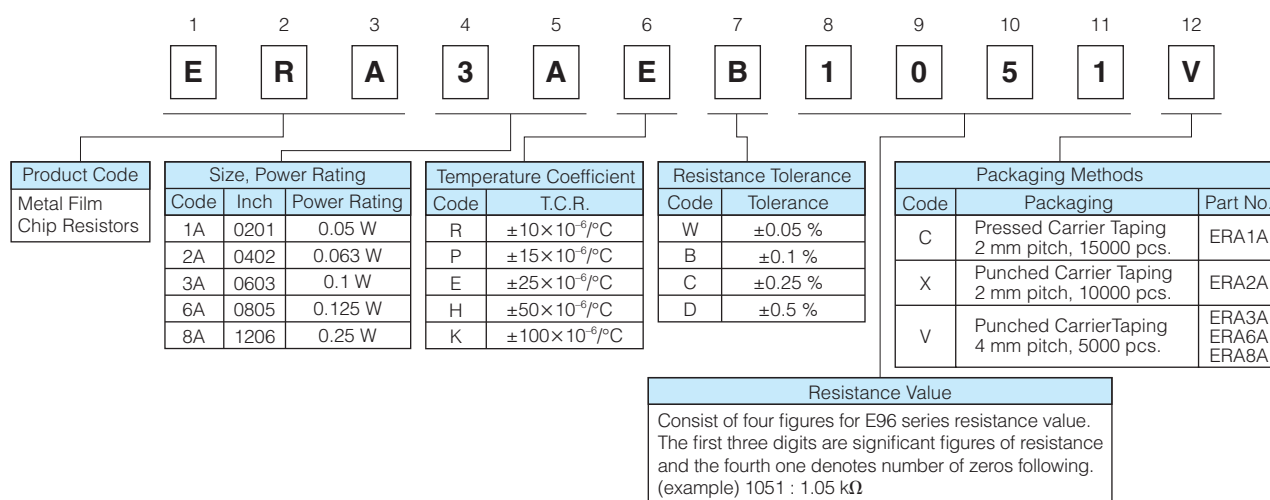 1 2 3 4 5 6 7 8 9 10 11 12
E R A 3 A E B 1 0 5 1 V
Product Code
Metal Film
Chip Resistors
Size, Power Rating
Code Inch Power Rating
1A 0201 0.05 W
2A 0402 0.063 W
3A 0603 0.1 W
6A 0805 0.125 W
8A 1206 0.25 W
Temperature Coefficient
Code T.C.R.
R ±10×10⁻⁶/°C
P ±15×10⁻⁶/°C
E ±25×10⁻⁶/°C
H ±50×10⁻⁶/°C
K ±100×10⁻⁶/°C
Resistance Tolerance
Code Tolerance
W ±0.05 %
B ±0.1 %
C ±0.25 %
D ±0.5 %
Packaging Methods
Code Packaging Part No.
C Pressed Carrier Taping
2 mm pitch, 15000 pcs. ERA1A
X Punched Carrier Taping
2 mm pitch, 10000 pcs. ERA2A
V Punched CarrierTaping
4 mm pitch, 5000 pcs. ERA3A
ERA6A
ERA8A
Resistance Value
Consist of four figures for E96 series resistance value.
The first three digits are significant figures of resistance
and the fourth one denotes number of zeros following.
(example) 1051 : 1.05 kΩ